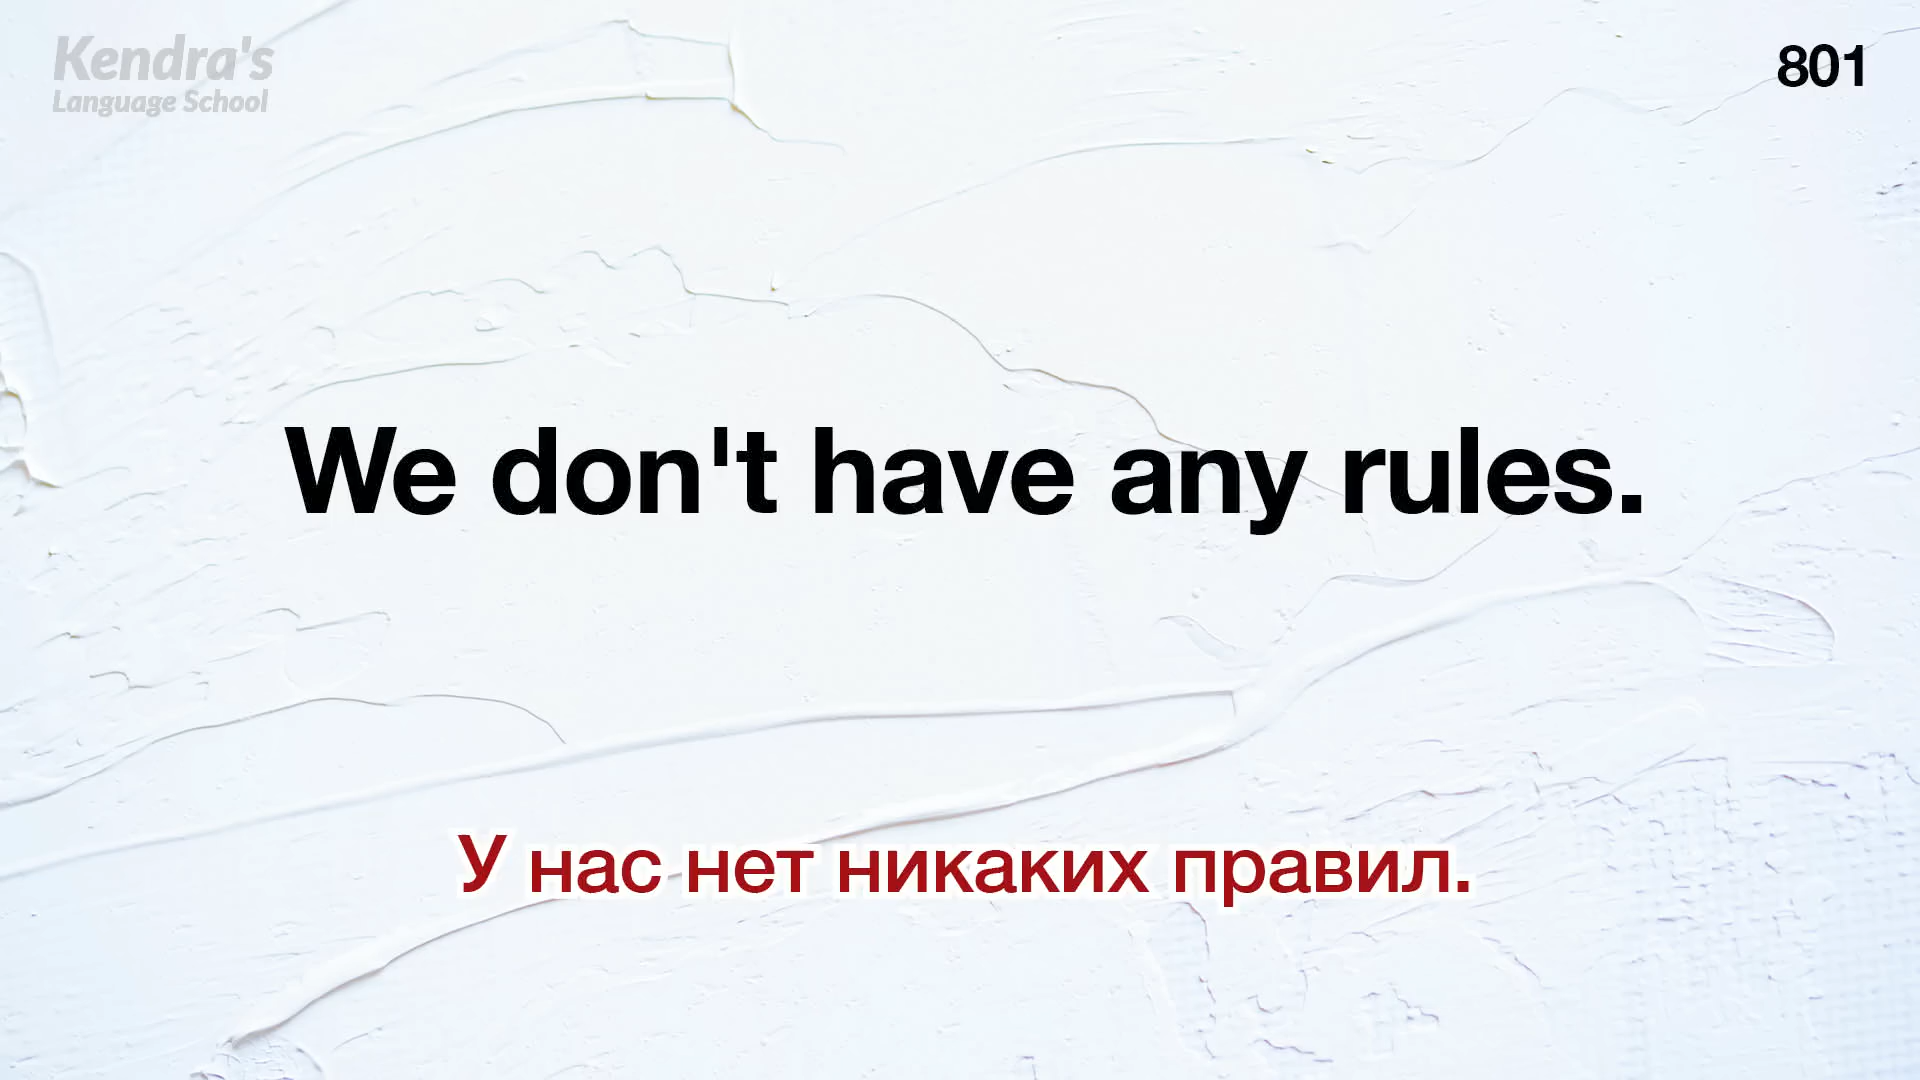 Kendra's
Language School
801
We don't have any rules.
У нас нет никаких правил.